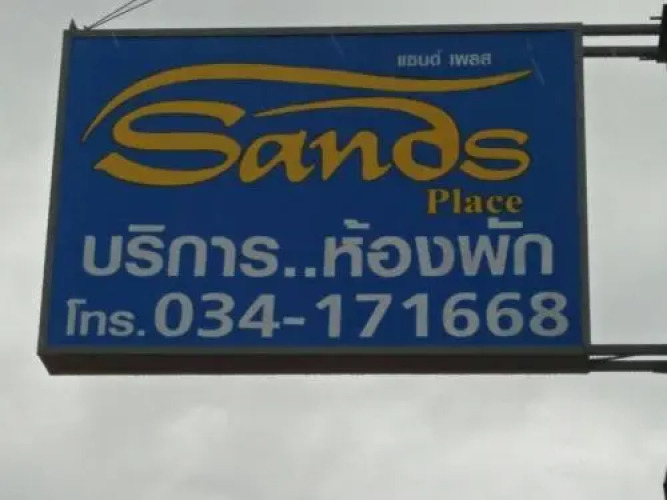 แซนด์ เพลส
Sands
Place
บริการ..ห้องพัก
โทร.034-171668